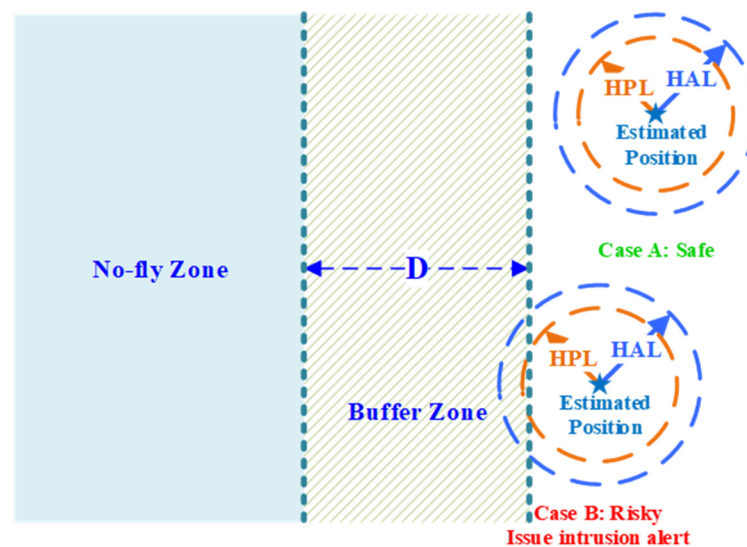 HPL HAL
Estimated
Position
Case A: Safe
No-fly Zone
D
HPL HAL
Estimated
Position
Buffer Zone
Case B: Risky
Issue intrusion alert